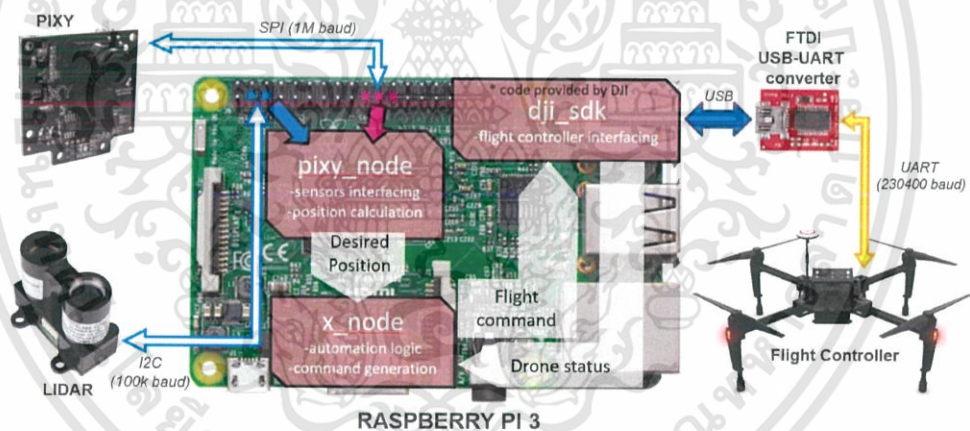 PIXY
SPI (1M baud)
FTDI
USB-UART
converter
* code provided by DJI
dji_sdk
-flight controller interfacing
USB
pixy_node
-sensors interfacing
-position calculation
UART
(230400 baud)
Desired
Position
Flight
command
x_node
-automation logic
-command generation
Drone status
Flight Controller
I2C
(100k baud)
LIDAR
RASPBERRY PI 3